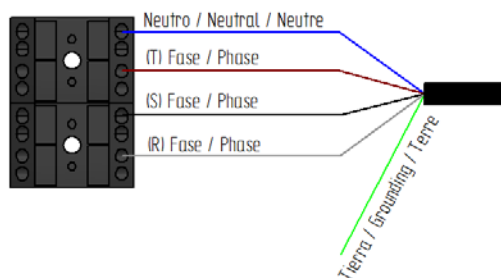 Neutro / Neutral / Neutre
(T) Fase / Phase
(S) Fase / Phase
(R) Fase / Phase
Tierra / Grounding / Terre